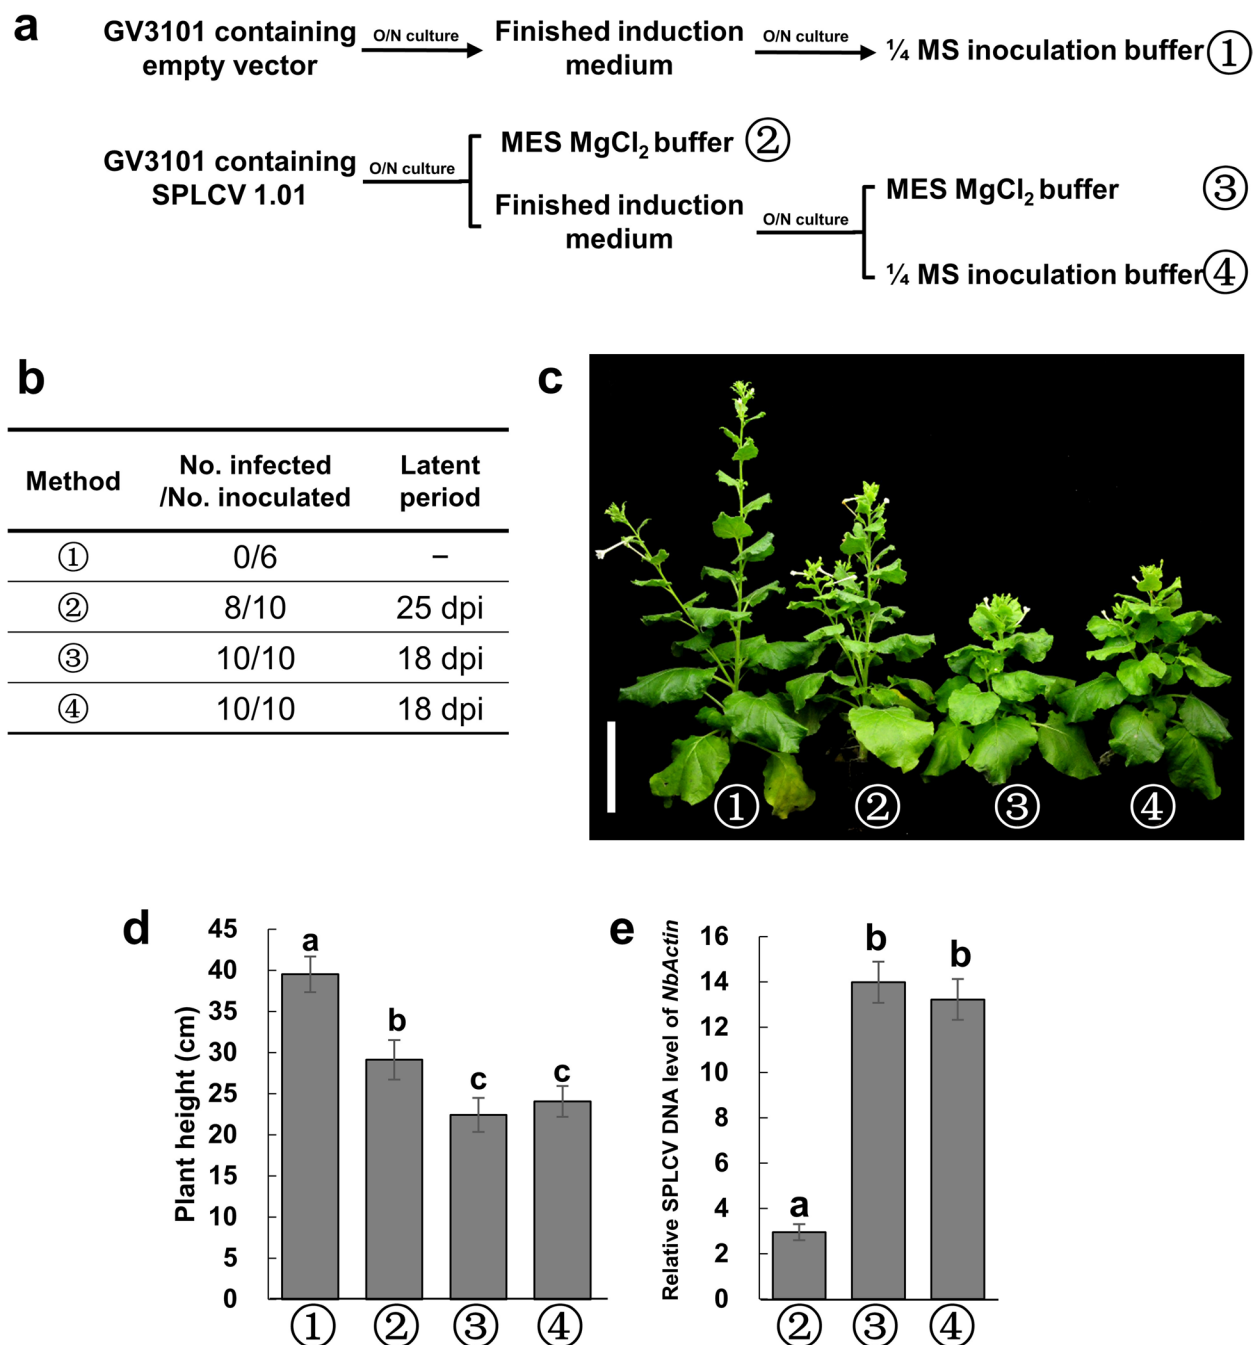 a
GV3101 containing
empty vector
O/N culture
Finished induction
medium
O/N culture
¼ MS inoculation buffer ①
GV3101 containing
SPLCV 1.01
O/N culture
MES MgCl₂ buffer ②
Finished induction
medium
O/N culture
MES MgCl₂ buffer ③
¼ MS inoculation buffer ④
b
Method
No. infected
/No. inoculated
Latent
period
① 0/6 –
② 8/10 25 dpi
③ 10/10 18 dpi
④ 10/10 18 dpi
c
① ② ③ ④
d
Plant height (cm)
45
40
35
30
25
20
15
10
5
0
a
b
c
c
① ② ③ ④
e
Relative SPLCV DNA level of NbActin
16
14
12
10
8
6
4
2
0
a
b
b
② ③ ④